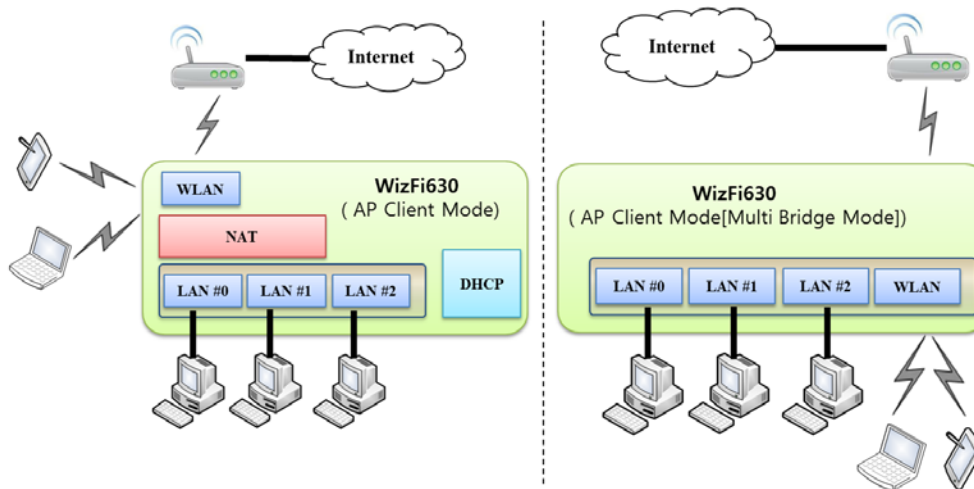 Internet
WLAN
WizFi630
( AP Client Mode)
NAT
LAN #0
LAN #1
LAN #2
DHCP
Internet
WizFi630
( AP Client Mode[Multi Bridge Mode])
LAN #0
LAN #1
LAN #2
WLAN